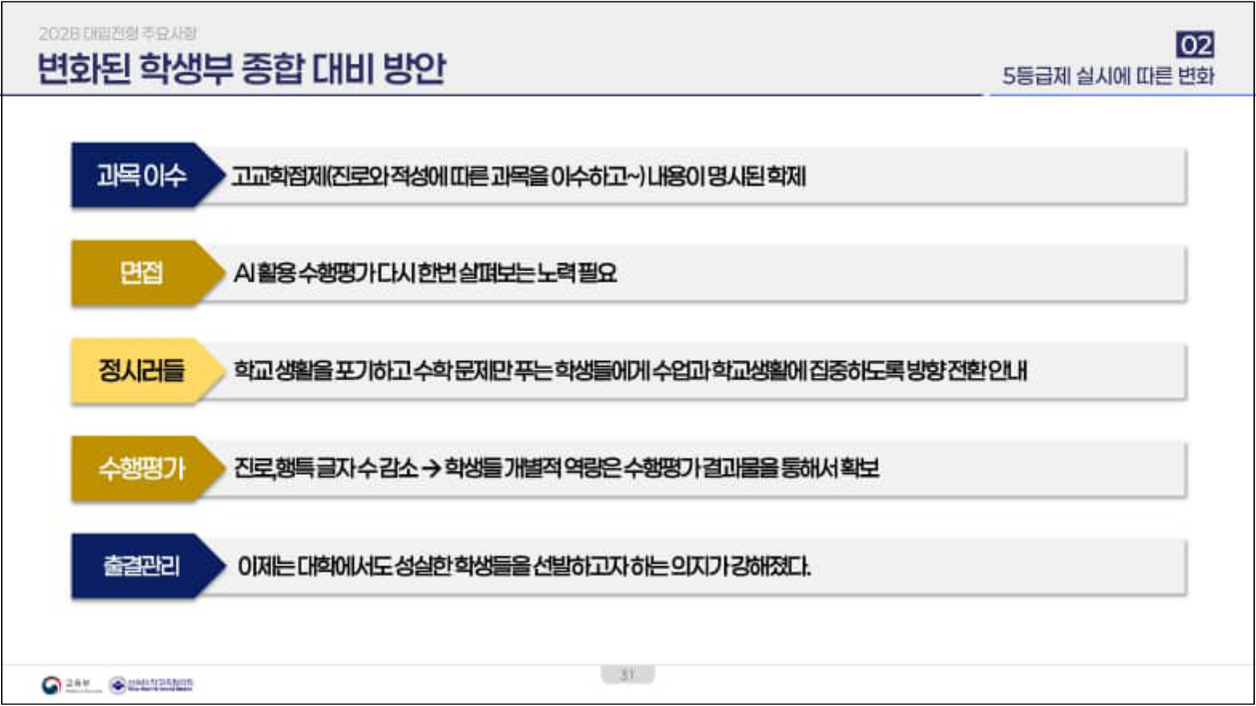 2028 대입전형 주요사항
변화된 학생부 종합 대비 방안
02
5등급제 실시에 따른 변화
과목 이수
고교학점제(진로와 적성에 따른 과목을 이수하고~) 내용이 명시된 학제
면접
AI 활용 수행평가 다시 한번 살펴보는 노력 필요
정시러들
학교 생활을 포기하고 수학 문제만 푸는 학생들에게 수업과 학교생활에 집중하도록 방향 전환 안내
수행평가
진로,행특 글자 수 감소 → 학생들 개별적 역량은 수행평가 결과물을 통해서 확보
출결관리
이제는 대학에서도 성실한 학생들을 선발하고자 하는 의지가 강해졌다.
31
교육부